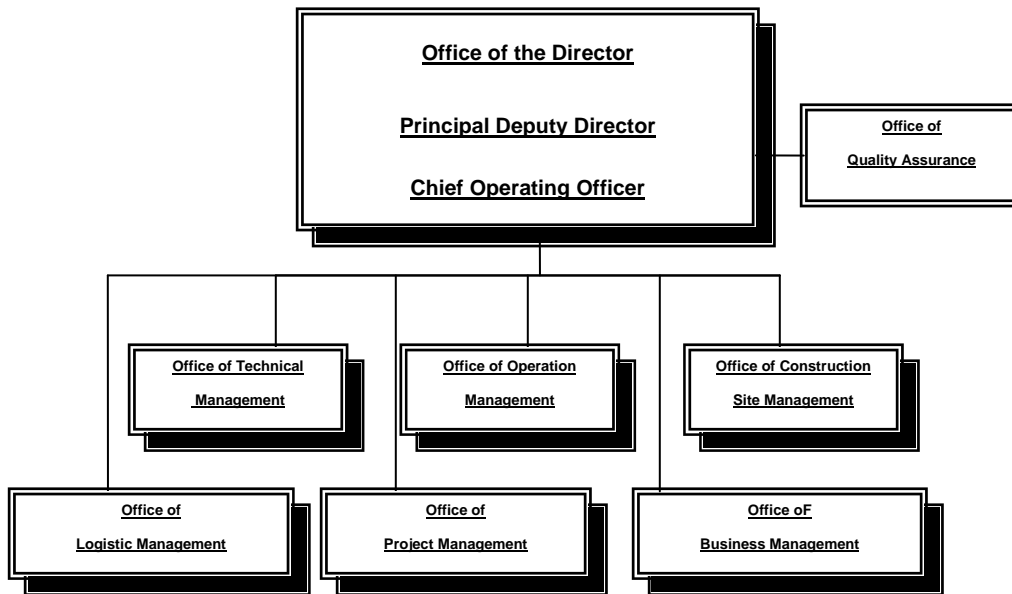 Office of the Director
Principal Deputy Director
Chief Operating Officer
Office of
Quality Assurance
Office of Technical
Management
Office of Operation
Management
Office of Construction
Site Management
Office of
Logistic Management
Office of
Project Management
Office oF
Business Management